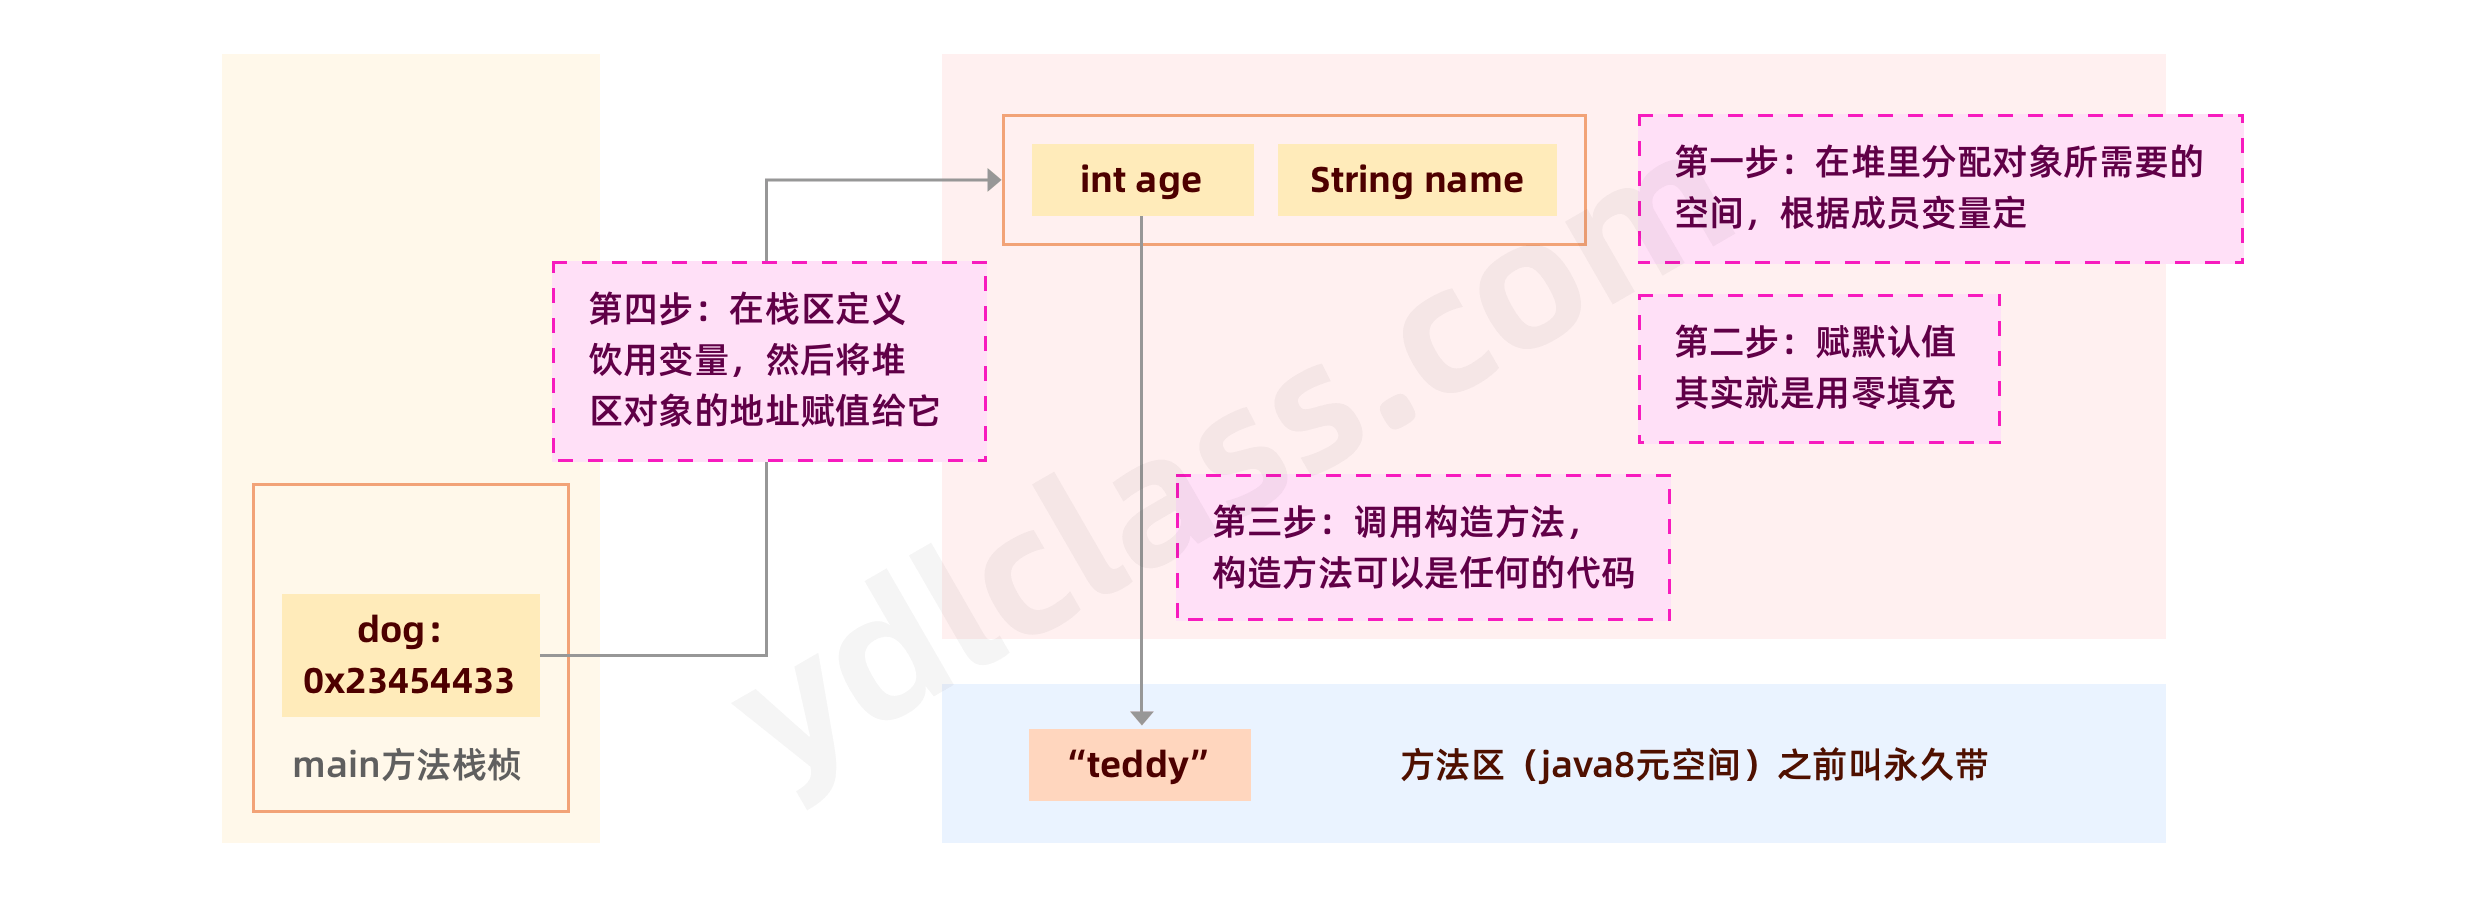 int age
String name
第一步：在堆里分配对象所需要的
空间，根据成员变量定
第二步：赋默认值
其实就是用零填充
第四步：在栈区定义
饮用变量，然后将堆
区对象的地址赋值给它
第三步：调用构造方法，
构造方法可以是任何的代码
dog：
0x23454433
main方法栈桢
“teddy”
方法区（java8元空间）之前叫永久带
ydlclass.com